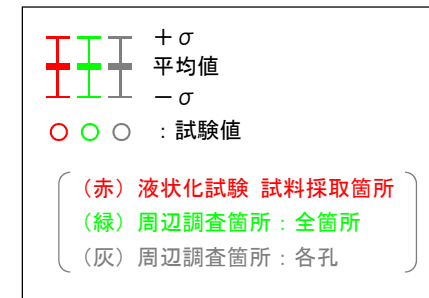 +σ
平均値
-σ
:試験値
(赤)液状化試験 試料採取箇所
(緑)周辺調査箇所:全箇所
(灰)周辺調査箇所:各孔